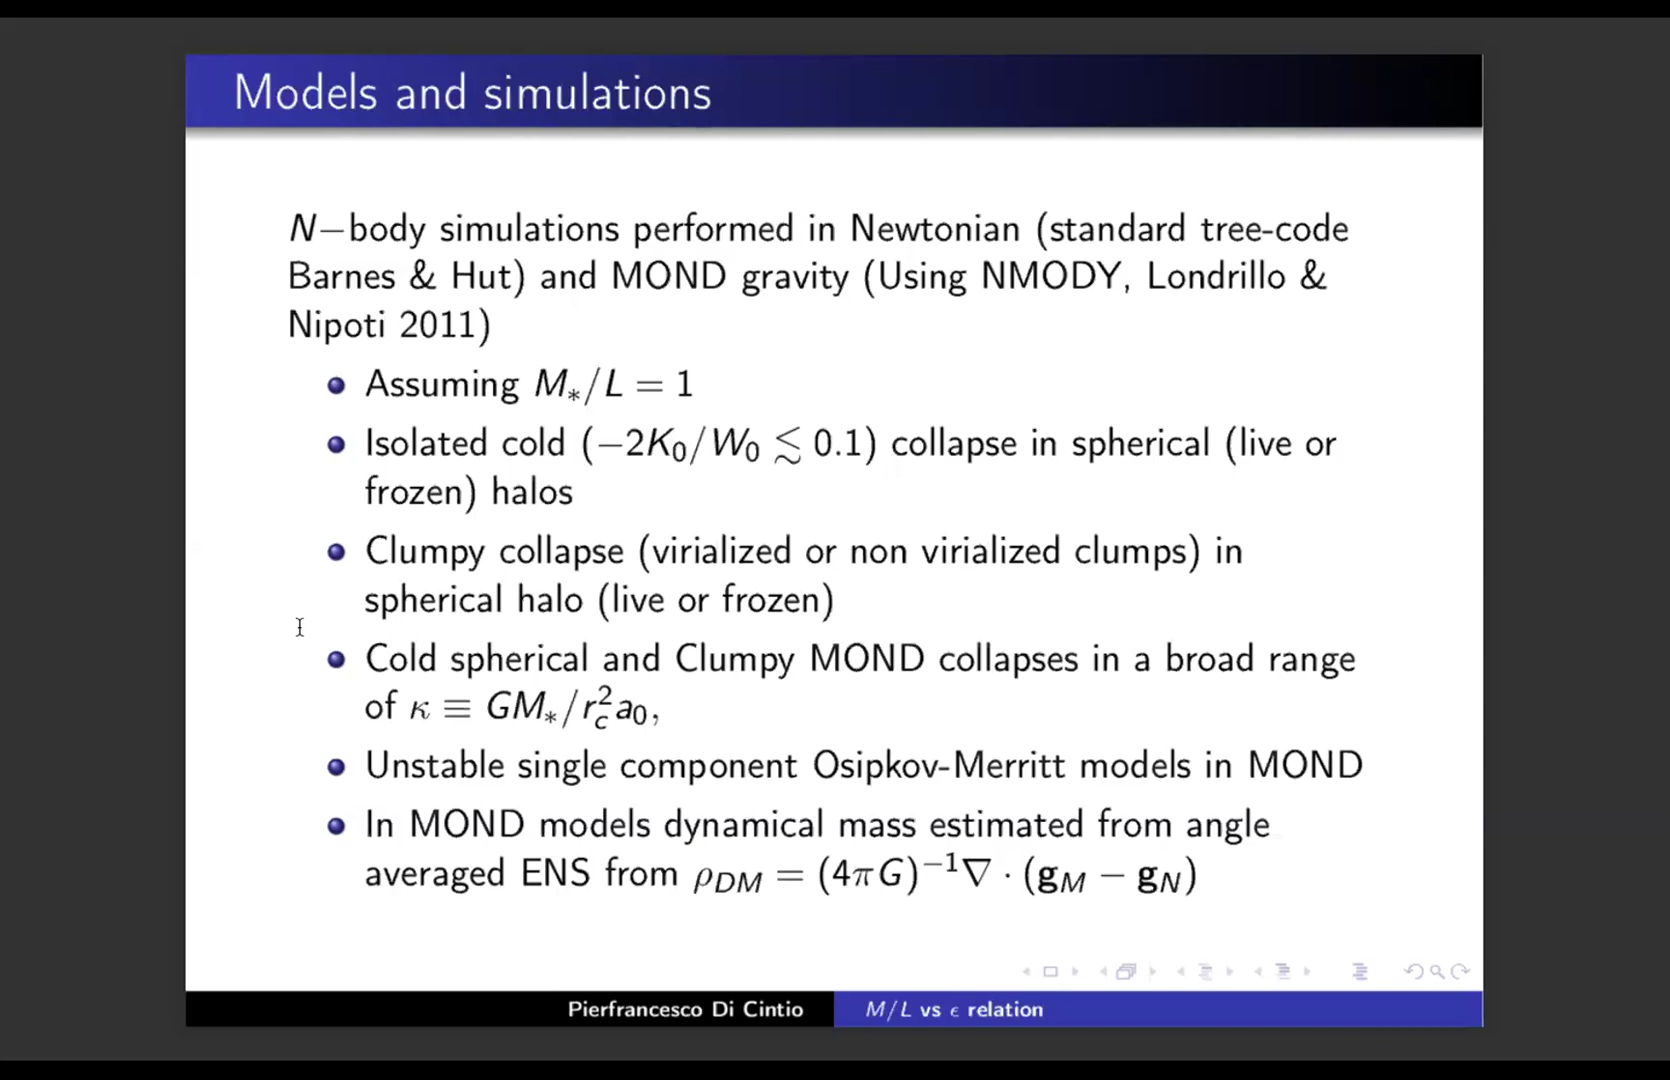 Models and simulations
N−body simulations performed in Newtonian (standard tree-code
Barnes & Hut) and MOND gravity (Using NMODY, Londrillo &
Nipoti 2011)
Assuming M∗/L = 1
Isolated cold (−2K₀/W₀ ≲ 0.1) collapse in spherical (live or
frozen) halos
Clumpy collapse (virialized or non virialized clumps) in
spherical halo (live or frozen)
Cold spherical and Clumpy MOND collapses in a broad range
of κ ≡ GM∗/r_c²a₀,
Unstable single component Osipkov-Merritt models in MOND
In MOND models dynamical mass estimated from angle
averaged ENS from ρ_DM = (4πG)⁻¹∇ · (g_M − g_N)
Pierfrancesco Di Cintio
M/L vs ϵ relation